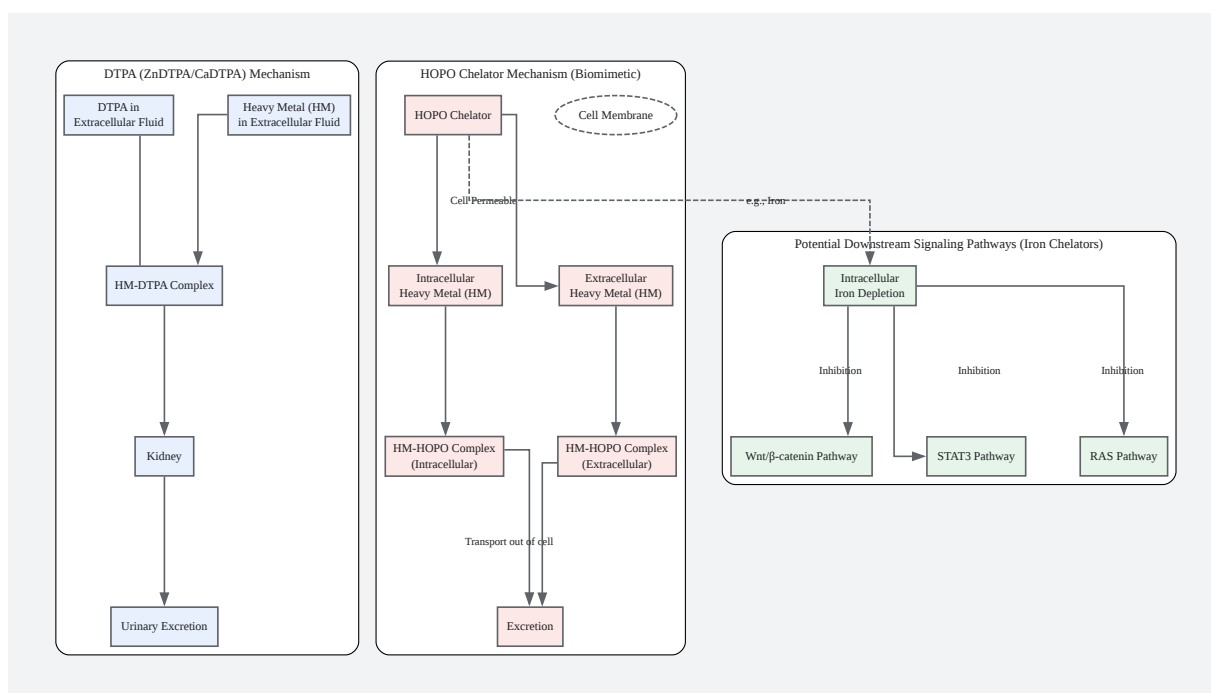 DTPA (ZnDTPA/CaDTPA) Mechanism
DTPA in
Extracellular Fluid
Heavy Metal (HM)
in Extracellular Fluid
HM-DTPA Complex
Kidney
Urinary Excretion
HOPO Chelator Mechanism (Biomimetic)
HOPO Chelator
Cell Membrane
Cell Permeable
e.g., Iron
Intracellular
Heavy Metal (HM)
Extracellular
Heavy Metal (HM)
HM-HOPO Complex
(Intracellular)
HM-HOPO Complex
(Extracellular)
Transport out of cell
Excretion
Potential Downstream Signaling Pathways (Iron Chelators)
Intracellular
Iron Depletion
Inhibition
Inhibition
Inhibition
Wnt/β-catenin Pathway
STAT3 Pathway
RAS Pathway